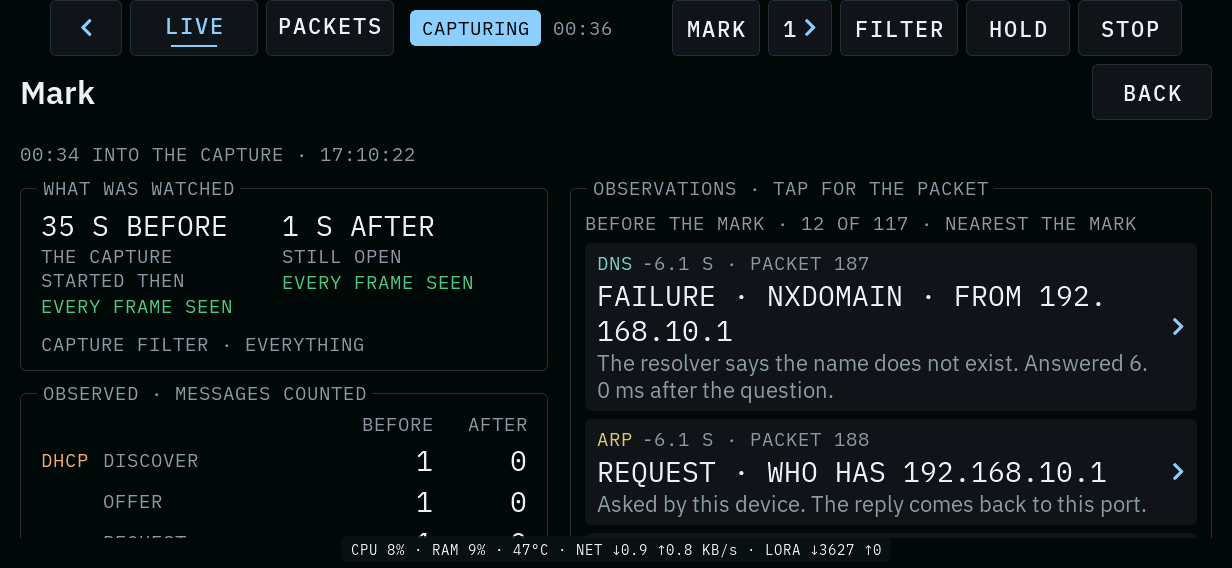 LIVE
PACKETS
CAPTURING
00:36
MARK
1
FILTER
HOLD
STOP
Mark
BACK
00:34 INTO THE CAPTURE · 17:10:22
WHAT WAS WATCHED
35 S BEFORE
THE CAPTURE
STARTED THEN
EVERY FRAME SEEN
1 S AFTER
STILL OPEN
EVERY FRAME SEEN
CAPTURE FILTER · EVERYTHING
OBSERVED · MESSAGES COUNTED
BEFORE AFTER
DHCP DISCOVER 1 0
OFFER 1 0
OBSERVATIONS · TAP FOR THE PACKET
BEFORE THE MARK · 12 OF 117 · NEAREST THE MARK
DNS -6.1 S · PACKET 187
FAILURE · NXDOMAIN · FROM 192.
168.10.1
The resolver says the name does not exist. Answered 6.
0 ms after the question.
ARP -6.1 S · PACKET 188
REQUEST · WHO HAS 192.168.10.1
Asked by this device. The reply comes back to this port.
CPU 8% · RAM 9% · 47°C · NET ↓0.9 ↑0.8 KB/s · LORA ↓3627 ↑0